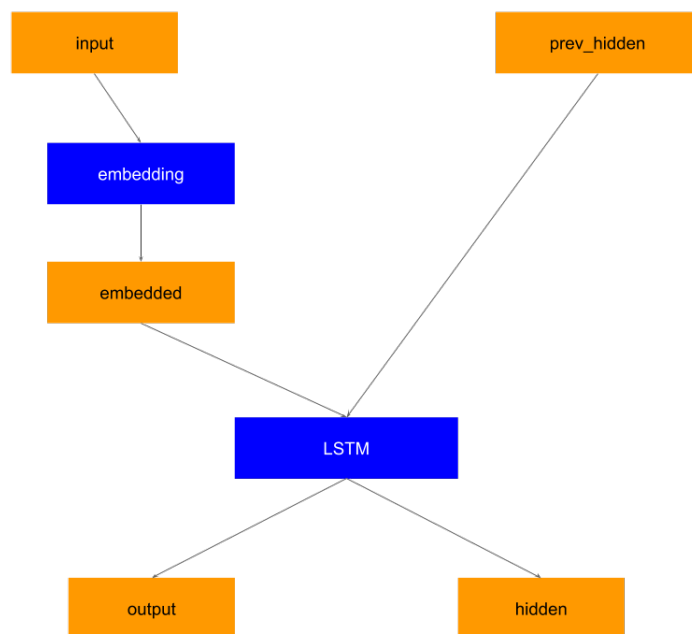 input
prev_hidden
embedding
embedded
LSTM
output
hidden